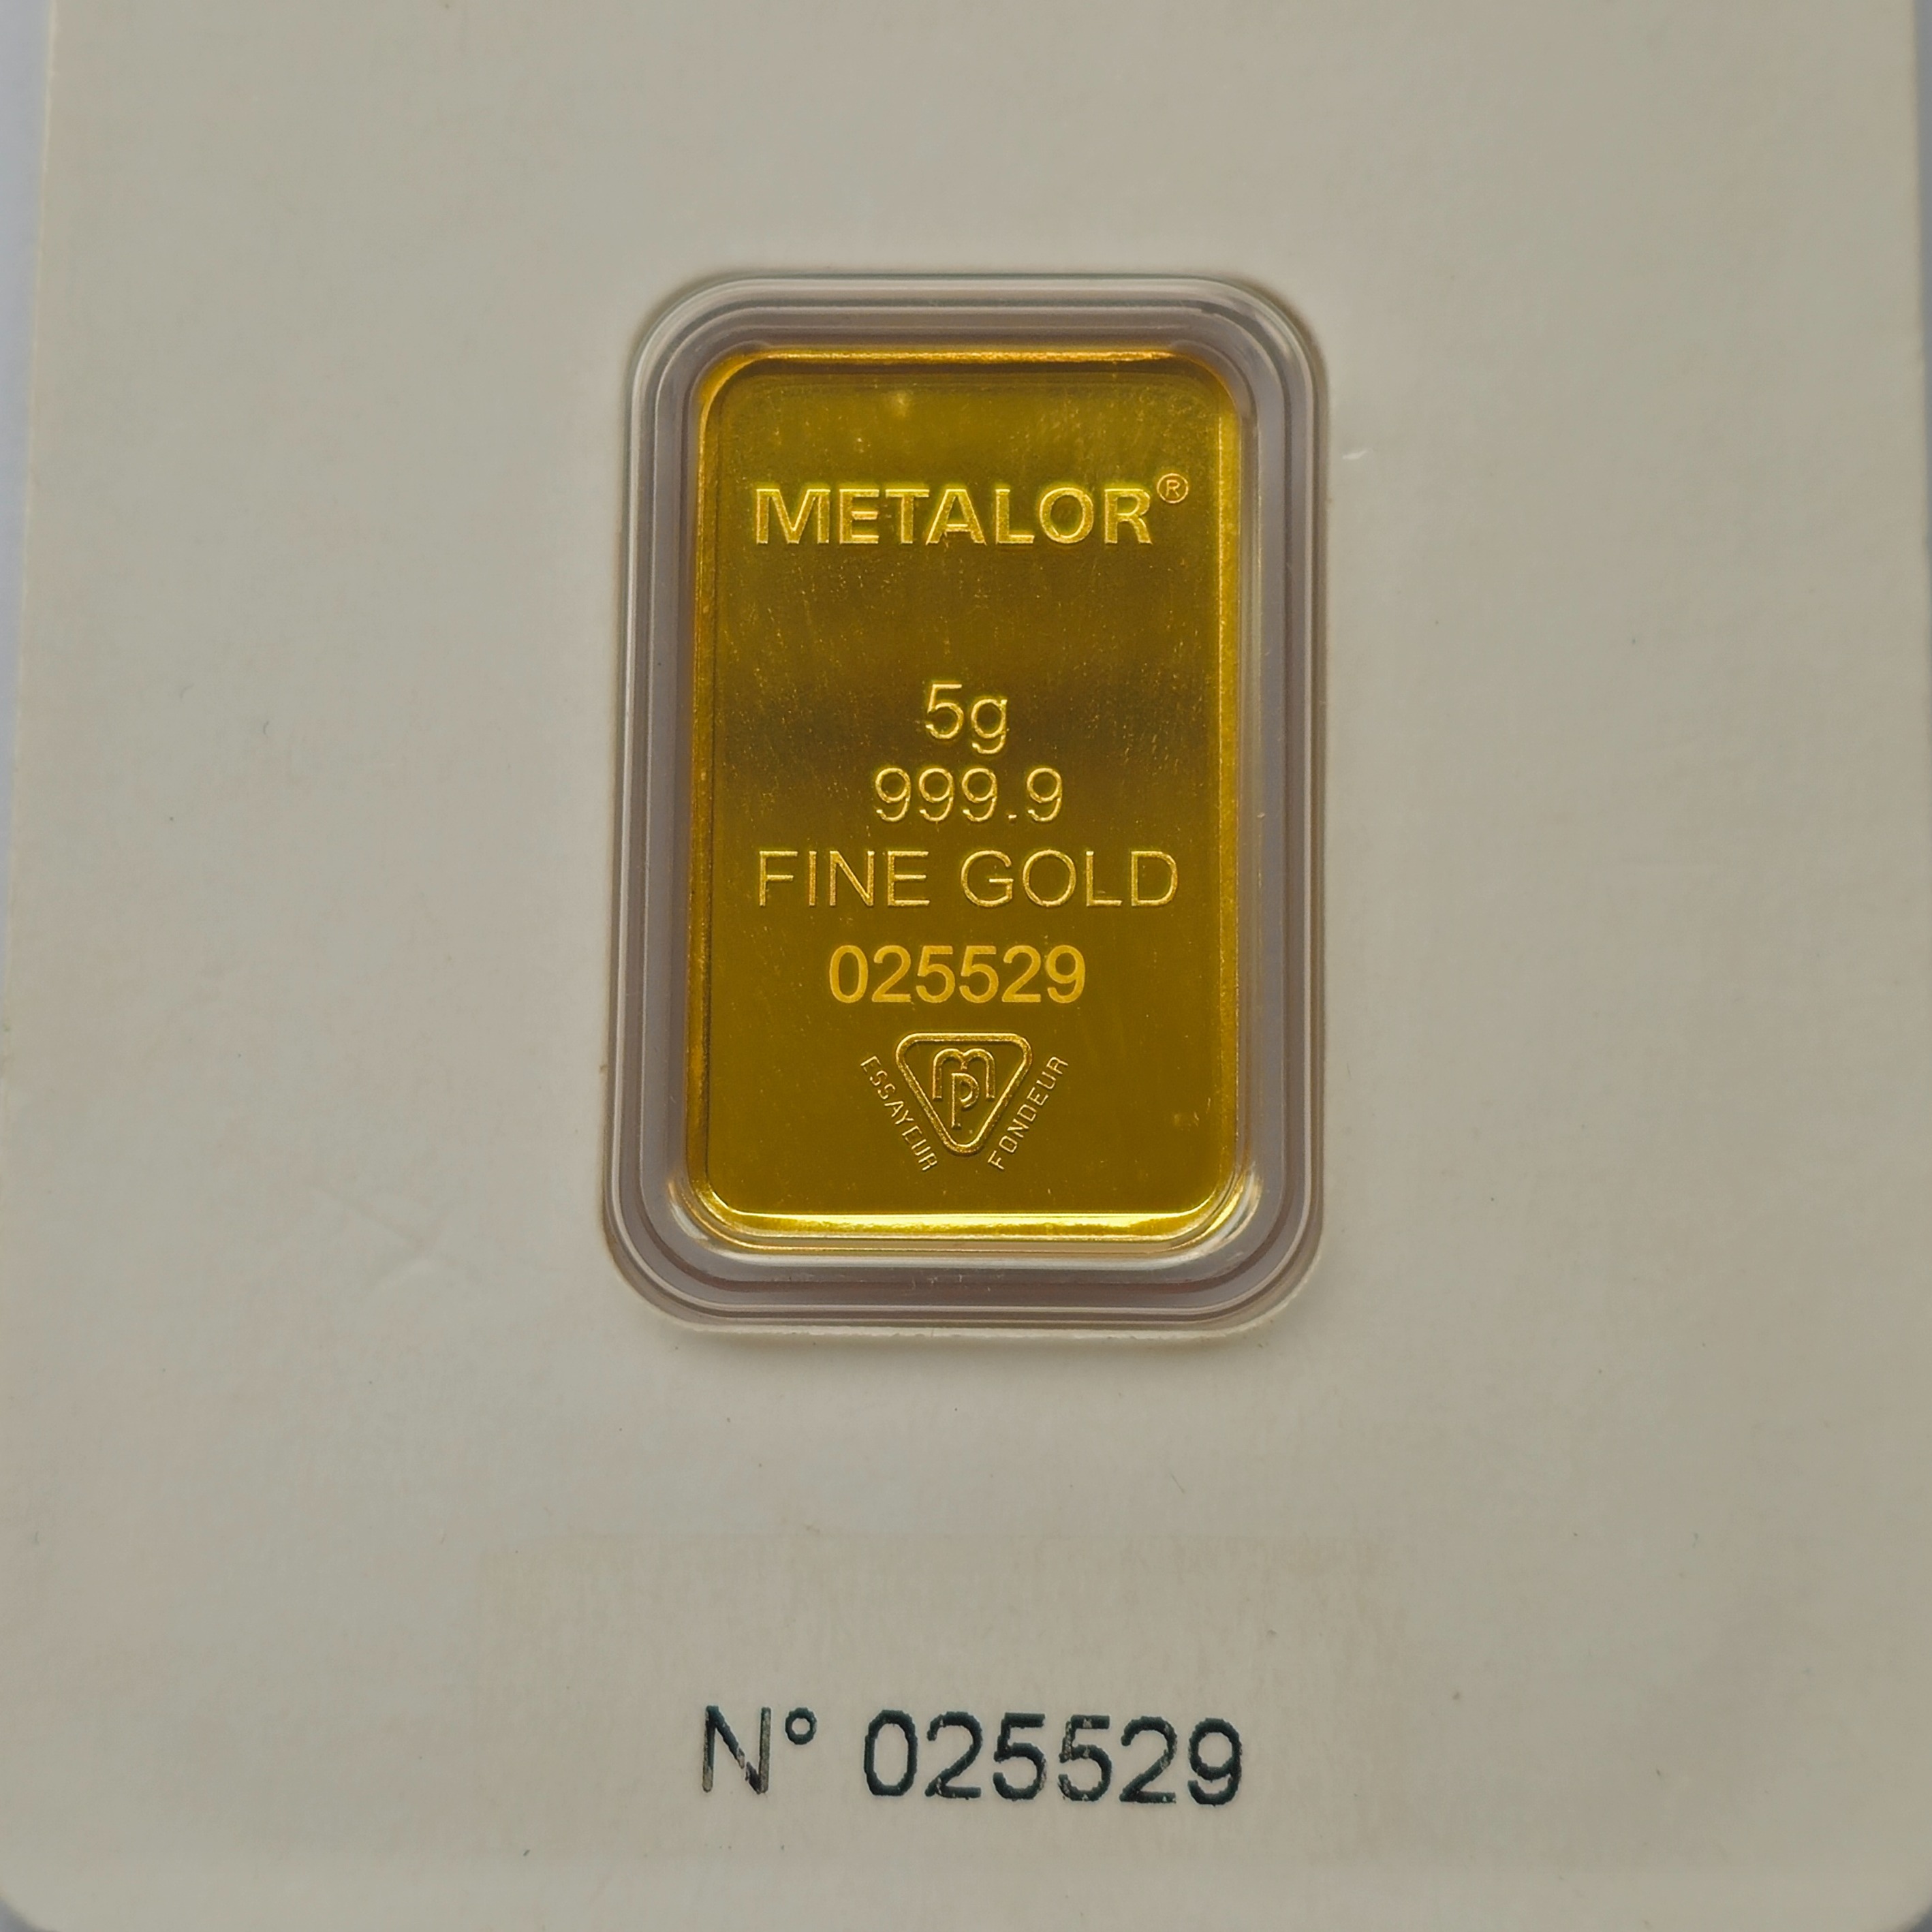 METALOR®
5g
999.9
FINE GOLD
025529
mp
ESSAYEUR FONDEUR
N° 025529